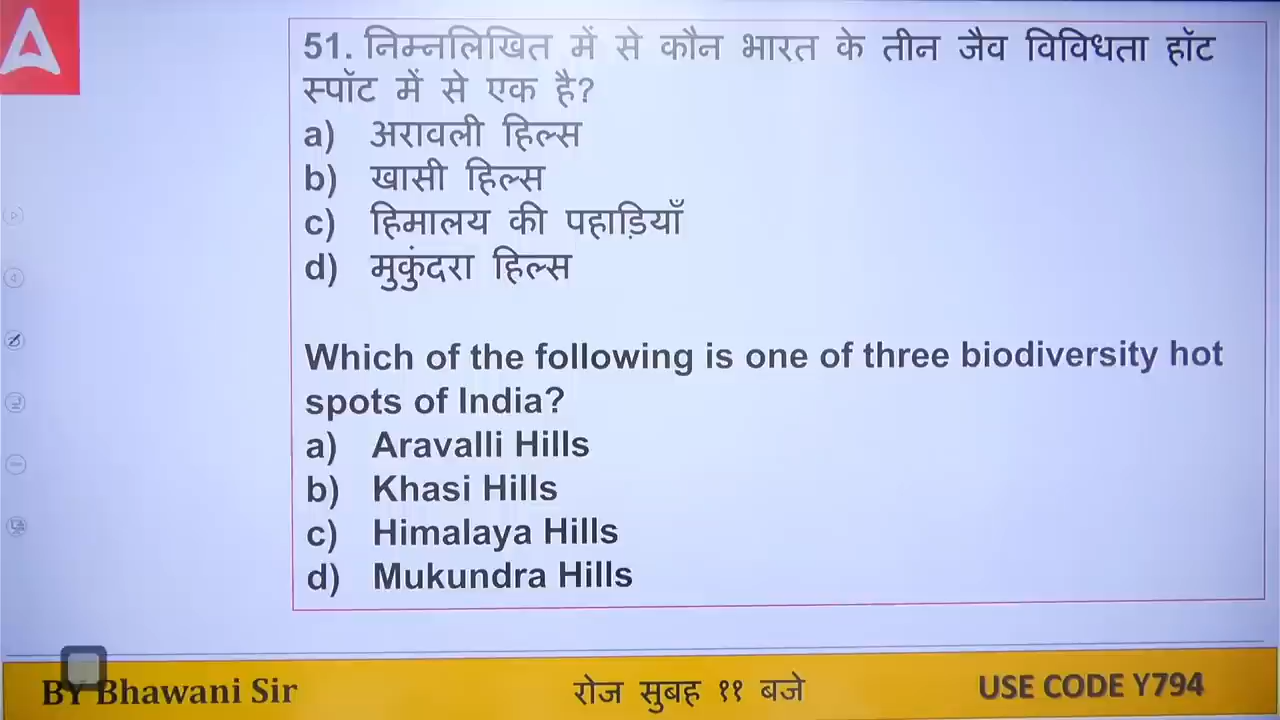 51. निम्नलिखित में से कौन भारत के तीन जैव विविधता हॉट
स्पॉट में से एक है?
a) अरावली हिल्स
b) खासी हिल्स
c) हिमालय की पहाड़ियाँ
d) मुकुंदरा हिल्स
Which of the following is one of three biodiversity hot
spots of India?
a) Aravalli Hills
b) Khasi Hills
c) Himalaya Hills
d) Mukundra Hills
BY Bhawani Sir
रोज सुबह ११ बजे
USE CODE Y794